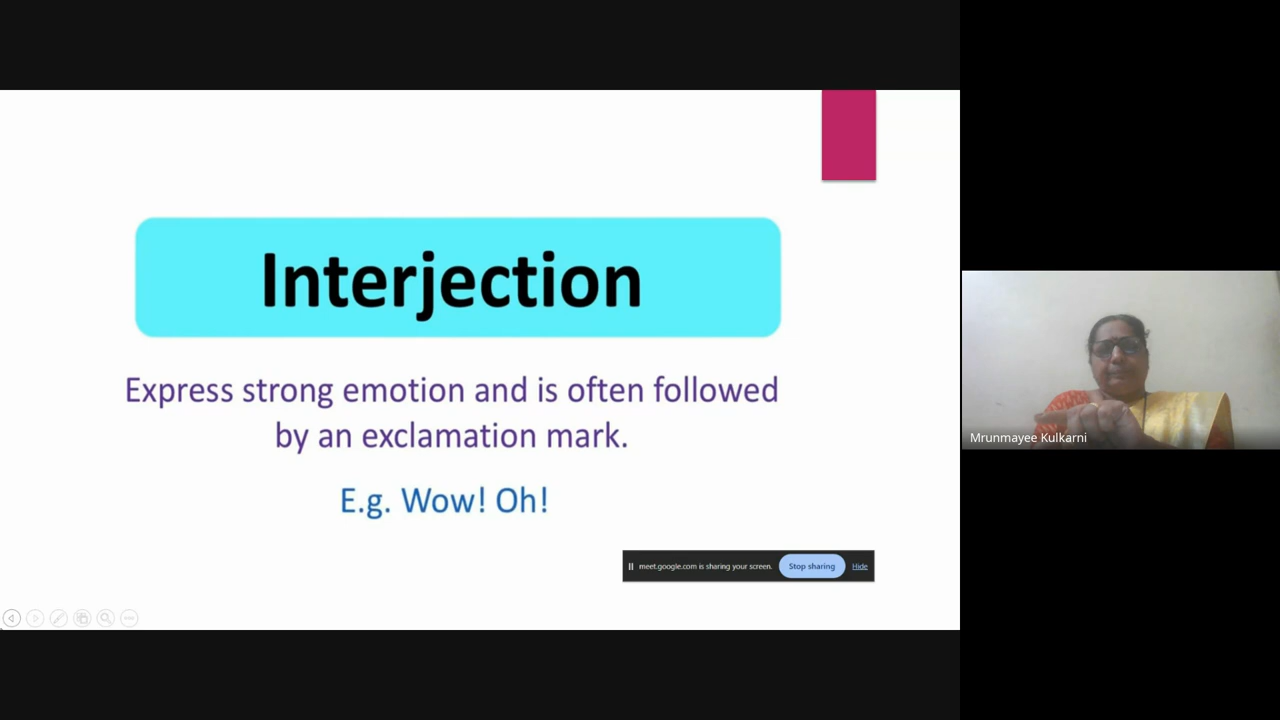 Interjection
Express strong emotion and is often followed
by an exclamation mark.
E.g. Wow! Oh!
meet.google.com is sharing your screen. Stop sharing Hide
Mrunmayee Kulkarni